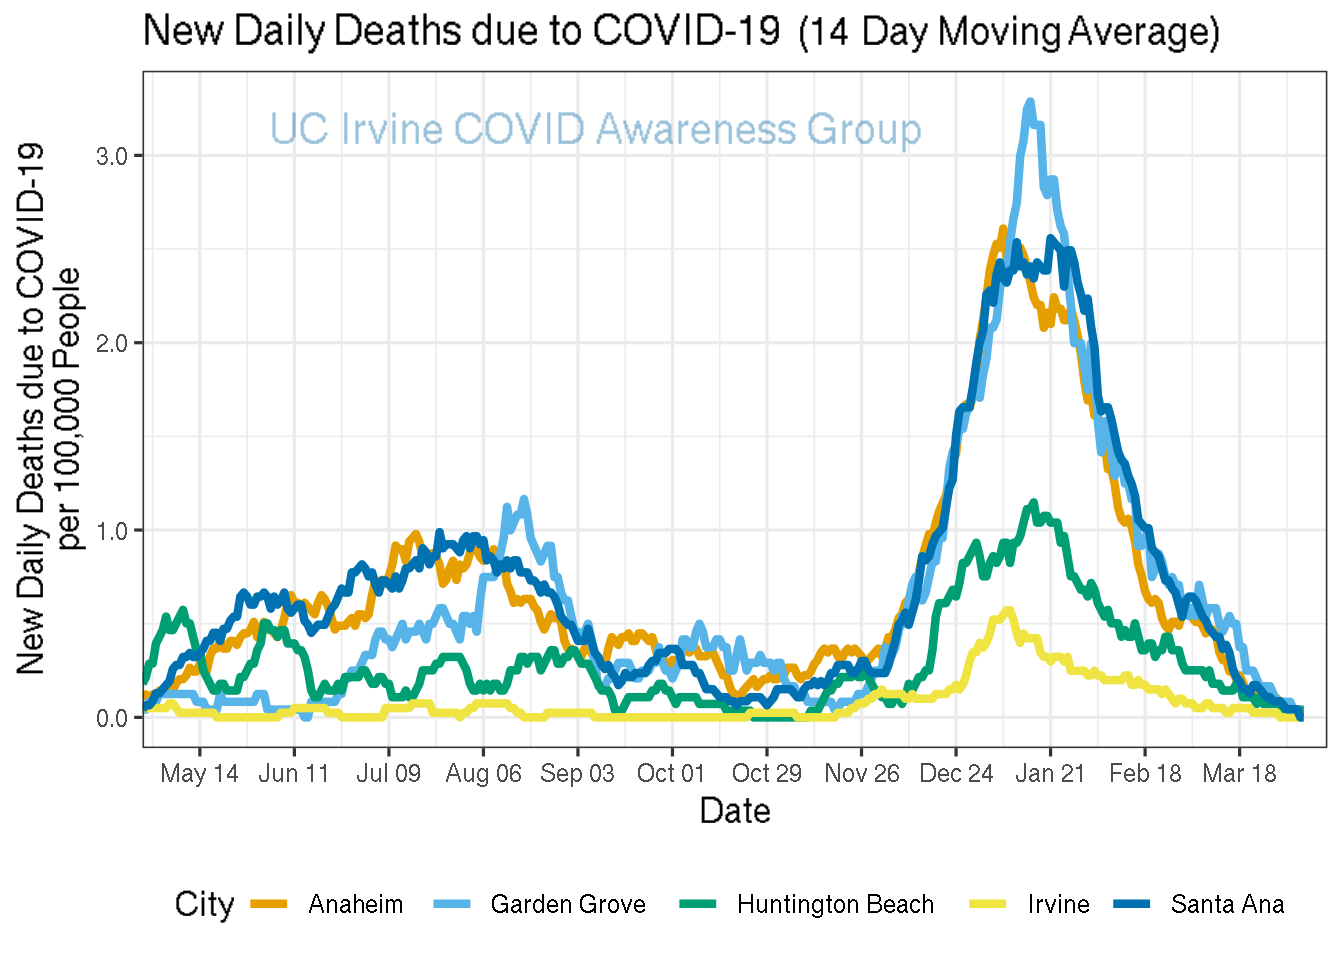 New Daily Deaths due to COVID-19 (14 Day Moving Average)
UC Irvine COVID Awareness Group
New Daily Deaths due to COVID-19
per 100,000 People
3.0
2.0
1.0
0.0
May 14 Jun 11 Jul 09 Aug 06 Sep 03 Oct 01 Oct 29 Nov 26 Dec 24 Jan 21 Feb 18 Mar 18
Date
City Anaheim Garden Grove Huntington Beach Irvine Santa Ana